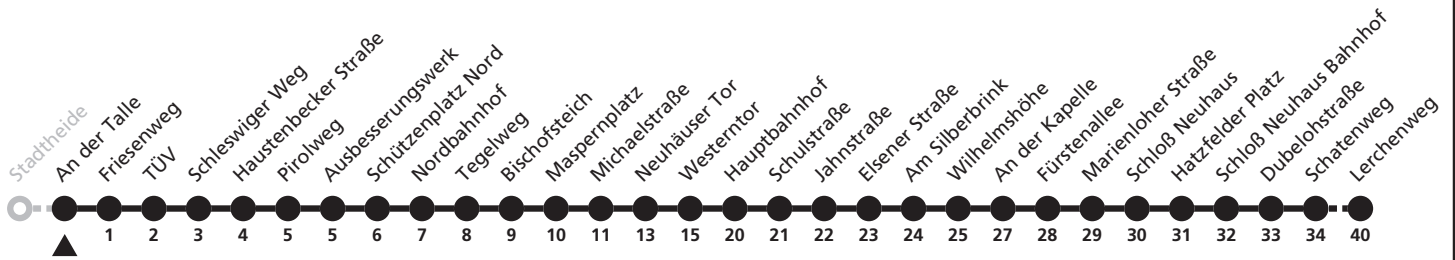 Stadtheide
An der Talle
Friesenweg
TÜV
Schleswiger Weg
Haustenbecker Straße
Pirolweg
Ausbesserungswerk
Schützenplatz Nord
Nordbahnhof
Tegelweg
Bischofsteich
Maspernplatz
Michaelstraße
Neuhäuser Tor
Westerntor
Hauptbahnhof
Schulstraße
Jahnstraße
Elsener Straße
Am Silberbrink
Wilhelmshöhe
An der Kapelle
Fürstenallee
Marienloher Straße
Schloß Neuhaus
Hatzfelder Platz
Schloß Neuhaus Bahnhof
Dubelohstraße
Schatenweg
Lerchenweg
1 2 3 4 5 5 6 7 8 9 10 11 13 15 20 21 22 23 24 25 27 28 29 30 31 32 33 34 40